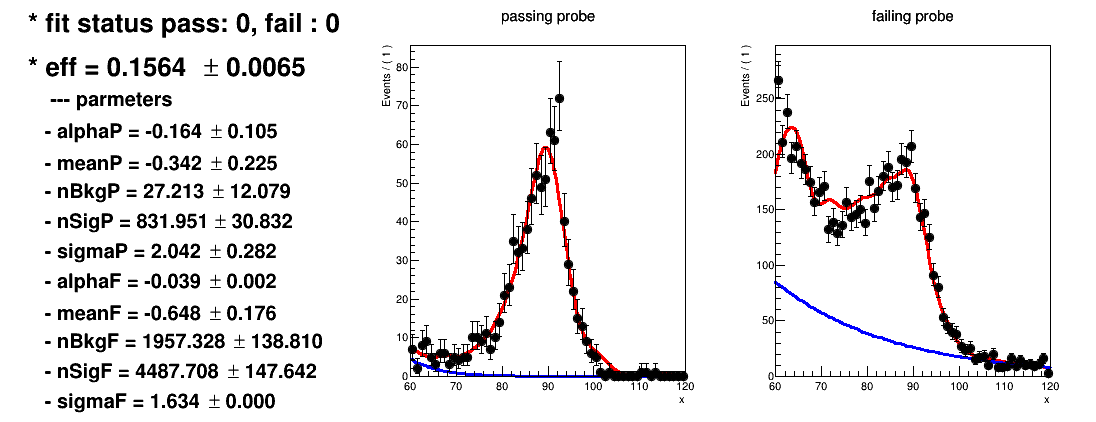 * fit status pass: 0, fail : 0
* eff = 0.1564 ± 0.0065
--- parmeters
- alphaP = -0.164 ± 0.105
- meanP = -0.342 ± 0.225
- nBkgP = 27.213 ± 12.079
- nSigP = 831.951 ± 30.832
- sigmaP = 2.042 ± 0.282
- alphaF = -0.039 ± 0.002
- meanF = -0.648 ± 0.176
- nBkgF = 1957.328 ± 138.810
- nSigF = 4487.708 ± 147.642
- sigmaF = 1.634 ± 0.000
passing probe
Events / ( 1 )
80
70
60
50
40
30
20
10
0
60 70 80 90 100 110 120
x
failing probe
Events / ( 1 )
250
200
150
100
50
0
60 70 80 90 100 110 120
x